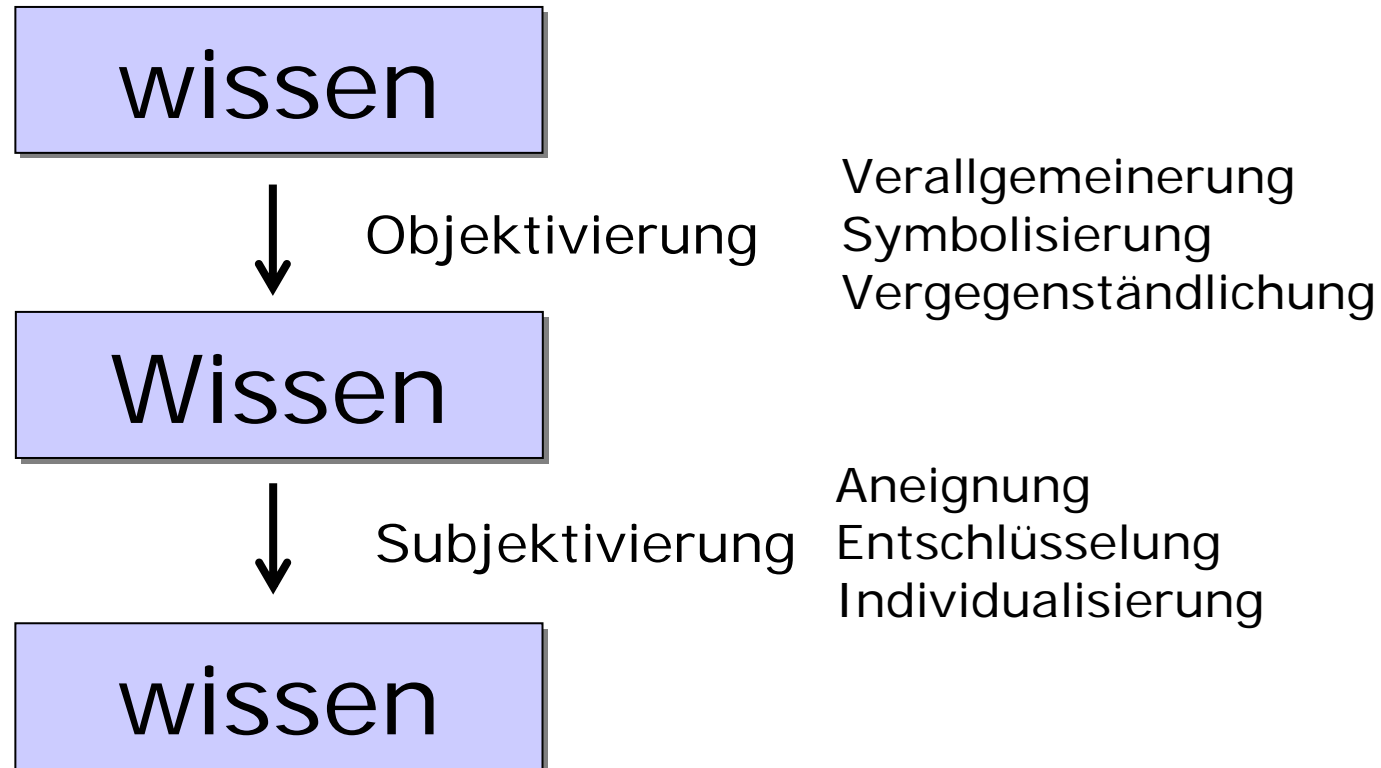 wissen
Verallgemeinerung
Objektivierung
Symbolisierung
Vergegenständlichung
Wissen
Aneignung
Subjektivierung
Entschlüsselung
Individualisierung
wissen